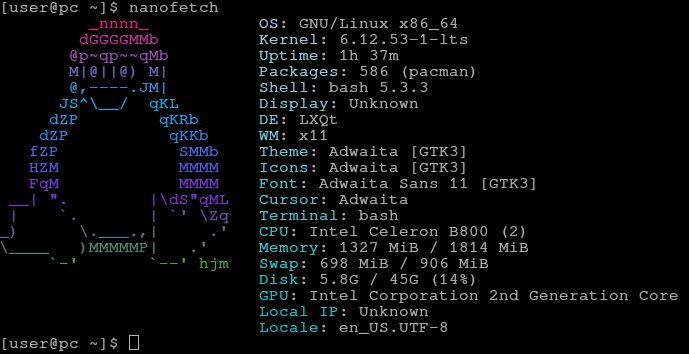 [user@pc ~]$ nanofetch
         _nnnn_              OS: GNU/Linux x86_64
        dGGGGMMb             Kernel: 6.12.53-1-lts
       @p~qp~~qMb            Uptime: 1h 37m
       M|@||@) M|            Packages: 586 (pacman)
       @,----.JM|            Shell: bash 5.3.3
      JS^\__/  qKL           Display: Unknown
     dZP        qKRb         DE: LXQt
    dZP          qKKb        WM: x11
   fZP            SMMb       Theme: Adwaita [GTK3]
   HZM            MMMM       Icons: Adwaita [GTK3]
   FqM            MMMM       Font: Adwaita Sans 11 [GTK3]
 __| ".        |\dS"qML      Cursor: Adwaita
 |    `.       | `' \Zq      Terminal: bash
_)      \.___.,|     .'      CPU: Intel Celeron B800 (2)
\____   )MMMMMP|   .'        Memory: 1327 MiB / 1814 MiB
     `-'       `--' hjm      Swap: 698 MiB / 906 MiB
                             Disk: 5.8G / 45G (14%)
                             GPU: Intel Corporation 2nd Generation Core
                             Local IP: Unknown
                             Locale: en_US.UTF-8
[user@pc ~]$